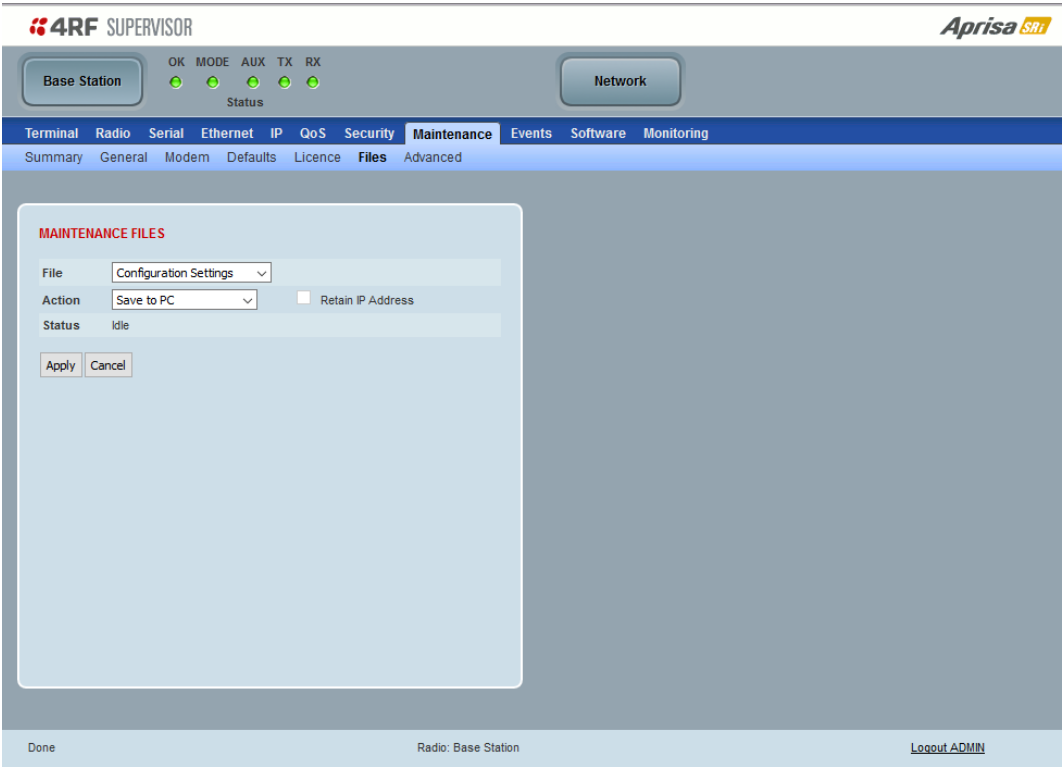 4RF SUPERVISOR
Aprisa SRi
Base Station
OK MODE AUX TX RX
Status
Network
Terminal Radio Serial Ethernet IP QoS Security Maintenance Events Software Monitoring
Summary General Modem Defaults Licence Files Advanced
MAINTENANCE FILES
File Configuration Settings
Action Save to PC Retain IP Address
Status Idle
Apply Cancel
Done Radio: Base Station Logout ADMIN